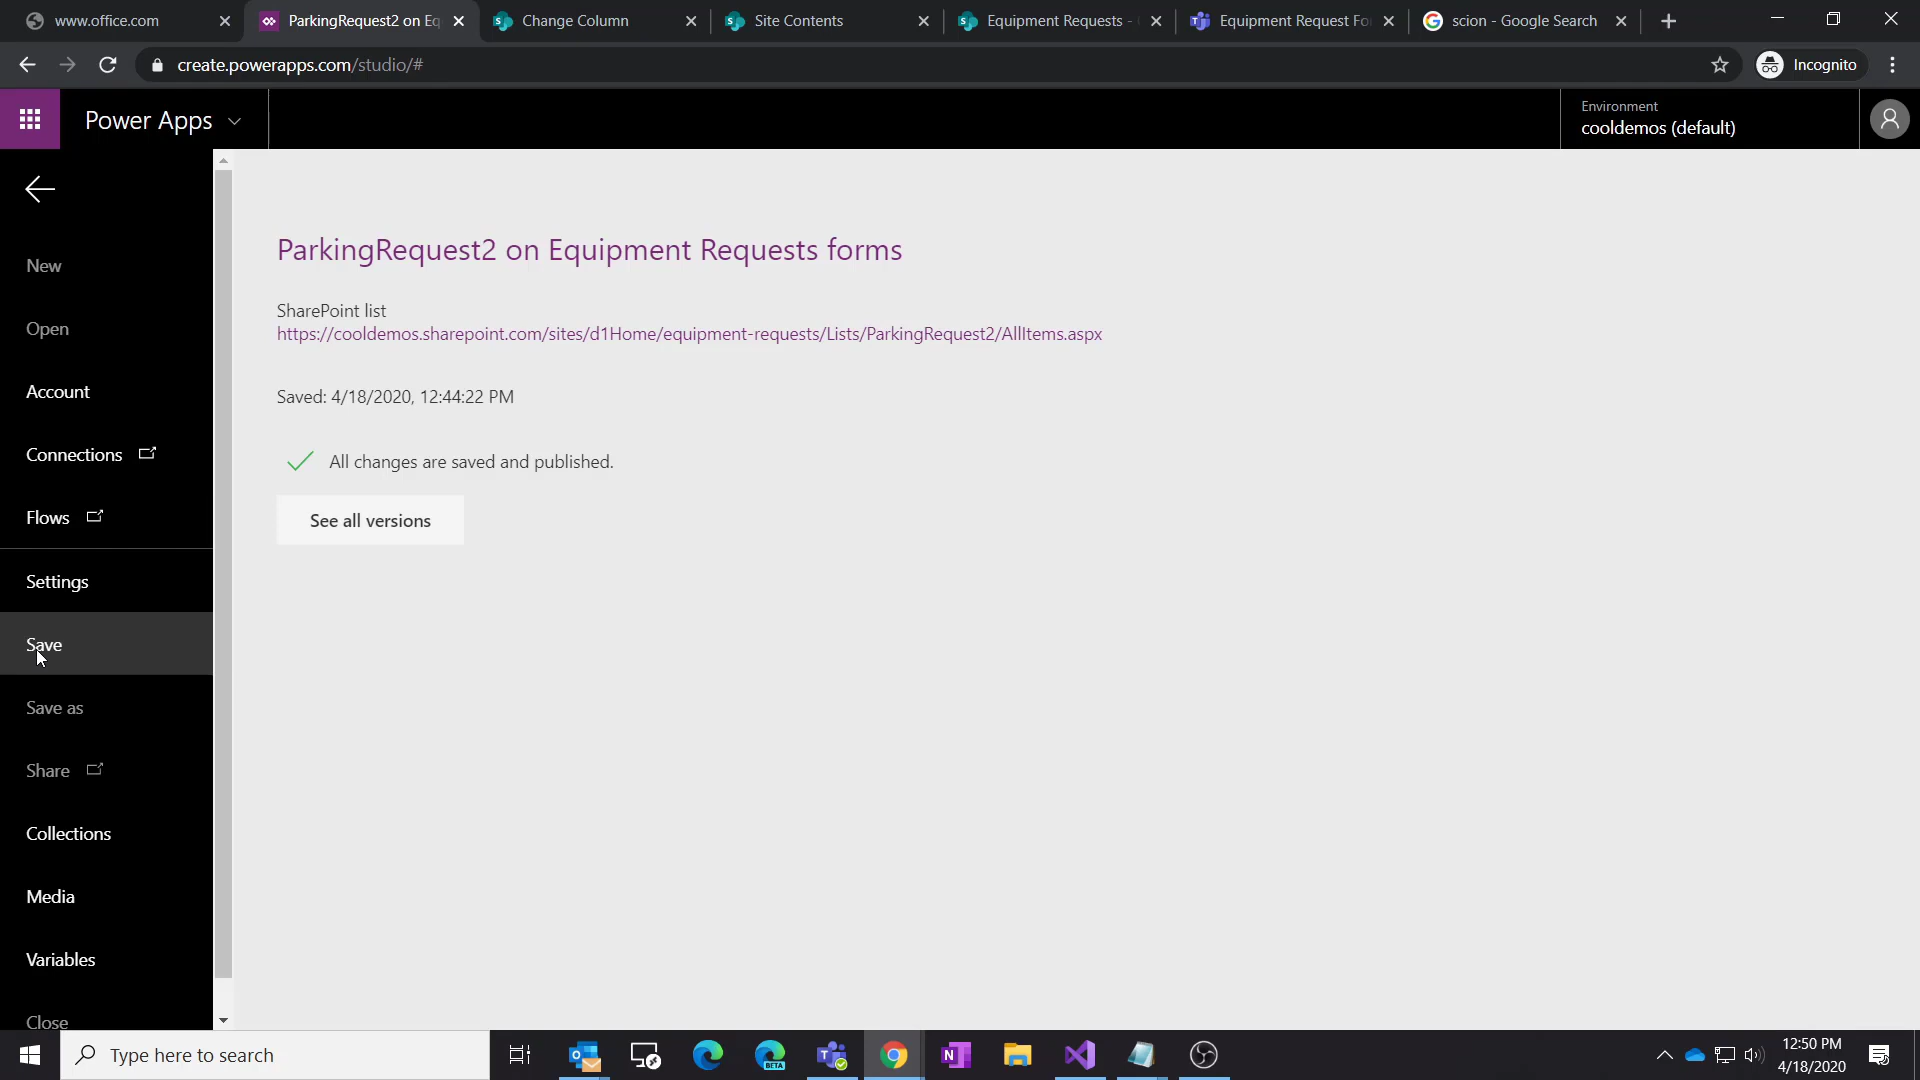 www.office.com
ParkingRequest2 on Eq
Change Column
Site Contents
Equipment Requests -
Equipment Request Fo
scion - Google Search
create.powerapps.com/studio/#
Incognito
Power Apps
Environment
cooldemos (default)
New
Open
Account
Connections
Flows
Settings
Save
Save as
Share
Collections
Media
Variables
Close
ParkingRequest2 on Equipment Requests forms
SharePoint list
https://cooldemos.sharepoint.com/sites/d1Home/equipment-requests/Lists/ParkingRequest2/AllItems.aspx
Saved: 4/18/2020, 12:44:22 PM
All changes are saved and published.
See all versions
Type here to search
BETA
12:50 PM
4/18/2020